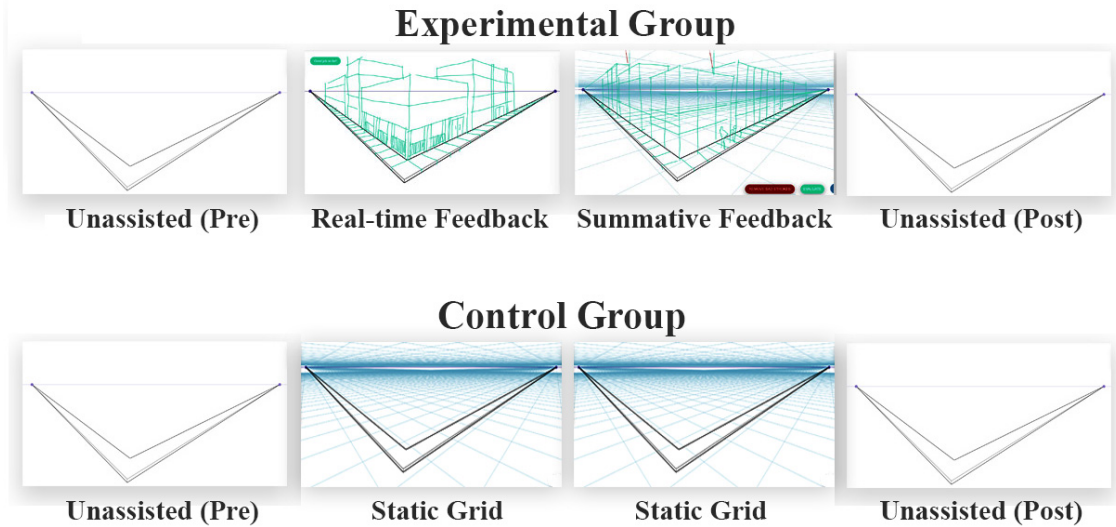 Experimental Group
Unassisted (Pre)
Real-time Feedback
Summative Feedback
Unassisted (Post)
Control Group
Unassisted (Pre)
Static Grid
Static Grid
Unassisted (Post)